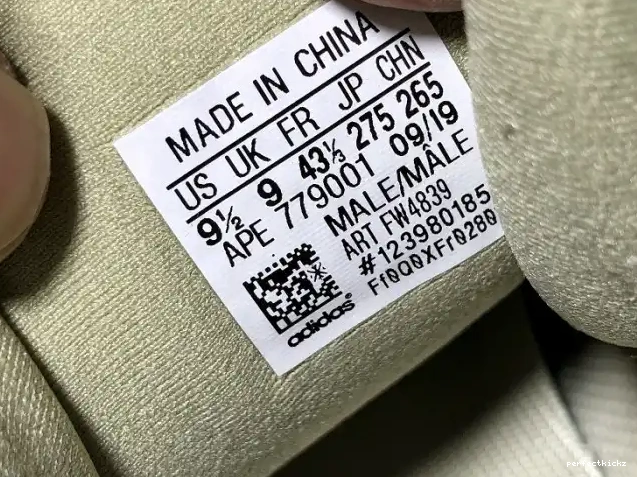 MADE IN CHINA
US UK FR JP CHN
9½ 9 43⅓ 275 265
APE 779001 09/19
MALE/MÂLE
ART FW4839
#123980185
Ff0Q0XFf0280
adidas®
perfectkickz